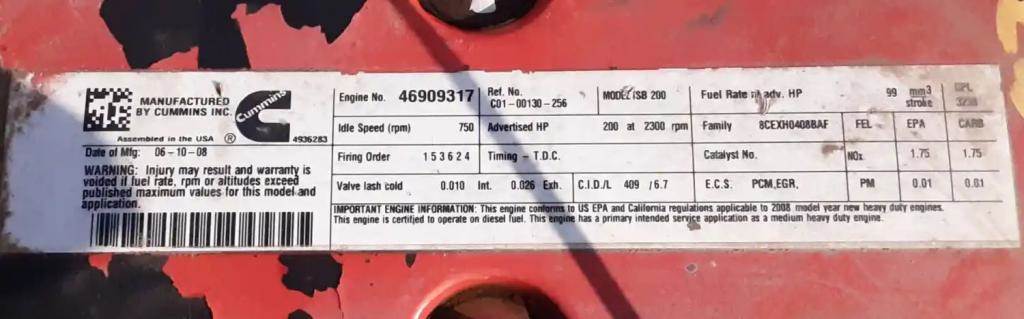 MANUFACTURED
BY CUMMINS INC.
Cummins
®
Assembled in the USA
4936283
Date of Mfg: 06-10-08
WARNING: Injury may result and warranty is
voided if fuel rate, rpm or altitudes exceed
published maximum values for this model and
application.
Engine No. 46909317
Ref. No.
C01-00130-256
MODEL ISB 200
Fuel Rate at adv. HP 99 mm3
stroke
CPL
Idle Speed (rpm) 750
Advertised HP 200 at 2300 rpm
Family 8CEXH0408BAF
FEL EPA CARB
Firing Order 153624
Timing - T.D.C.
Catalyst No.
NOx 1.75 1.75
Valve lash cold 0.010 Int. 0.026 Exh.
C.I.D./L 409 /6.7
E.C.S. PCM,EGR,
PM 0.01 0.01
IMPORTANT ENGINE INFORMATION: This engine conforms to US EPA and California regulations applicable to 2008 model year new heavy duty engines.
This engine is certified to operate on diesel fuel. This engine has a primary intended service application as a medium heavy duty engine.